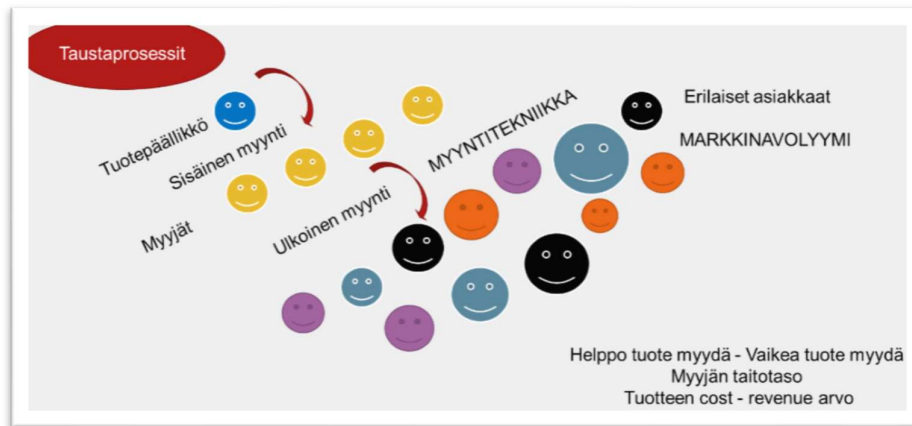 Taustaprosessit
Tuotepäällikkö
Sisäinen myynti
Myyjät
Ulkoinen myynti
MYYNTITEKNIIKKA
Erilaiset asiakkaat
MARKKINAVOLYYMI
Helppo tuote myydä - Vaikea tuote myydä
Myyjän taitotaso
Tuotteen cost - revenue arvo